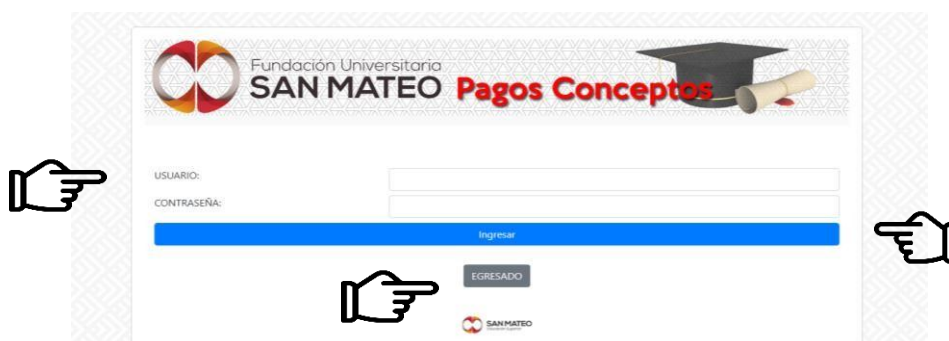 Fundación Universitaria
SAN MATEO Pagos Conceptos
USUARIO:
CONTRASEÑA:
Ingresar
EGRESADO
SAN MATEO